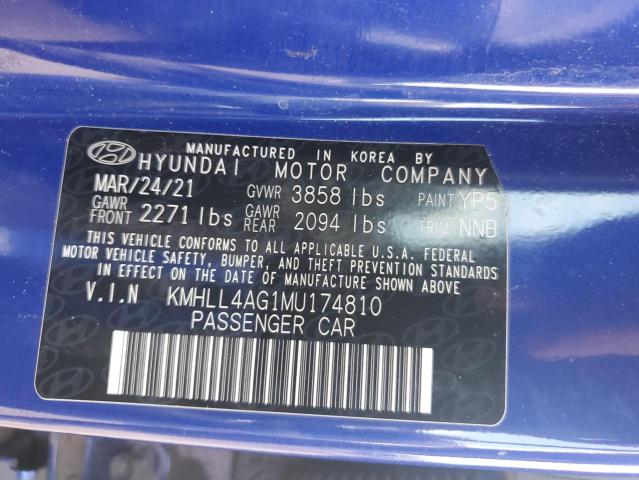 MANUFACTURED IN KOREA BY
HYUNDAI MOTOR COMPANY
MAR/24/21 GVWR 3858 lbs PAINT YP5
GAWR FRONT 2271 lbs GAWR REAR 2094 lbs TRIM NNB
THIS VEHICLE CONFORMS TO ALL APPLICABLE U.S.A. FEDERAL
MOTOR VEHICLE SAFETY, BUMPER, AND THEFT PREVENTION STANDARDS
IN EFFECT ON THE DATE OF MANUFACTURE SHOWN ABOVE
V.I.N KMHLL4AG1MU174810
PASSENGER CAR